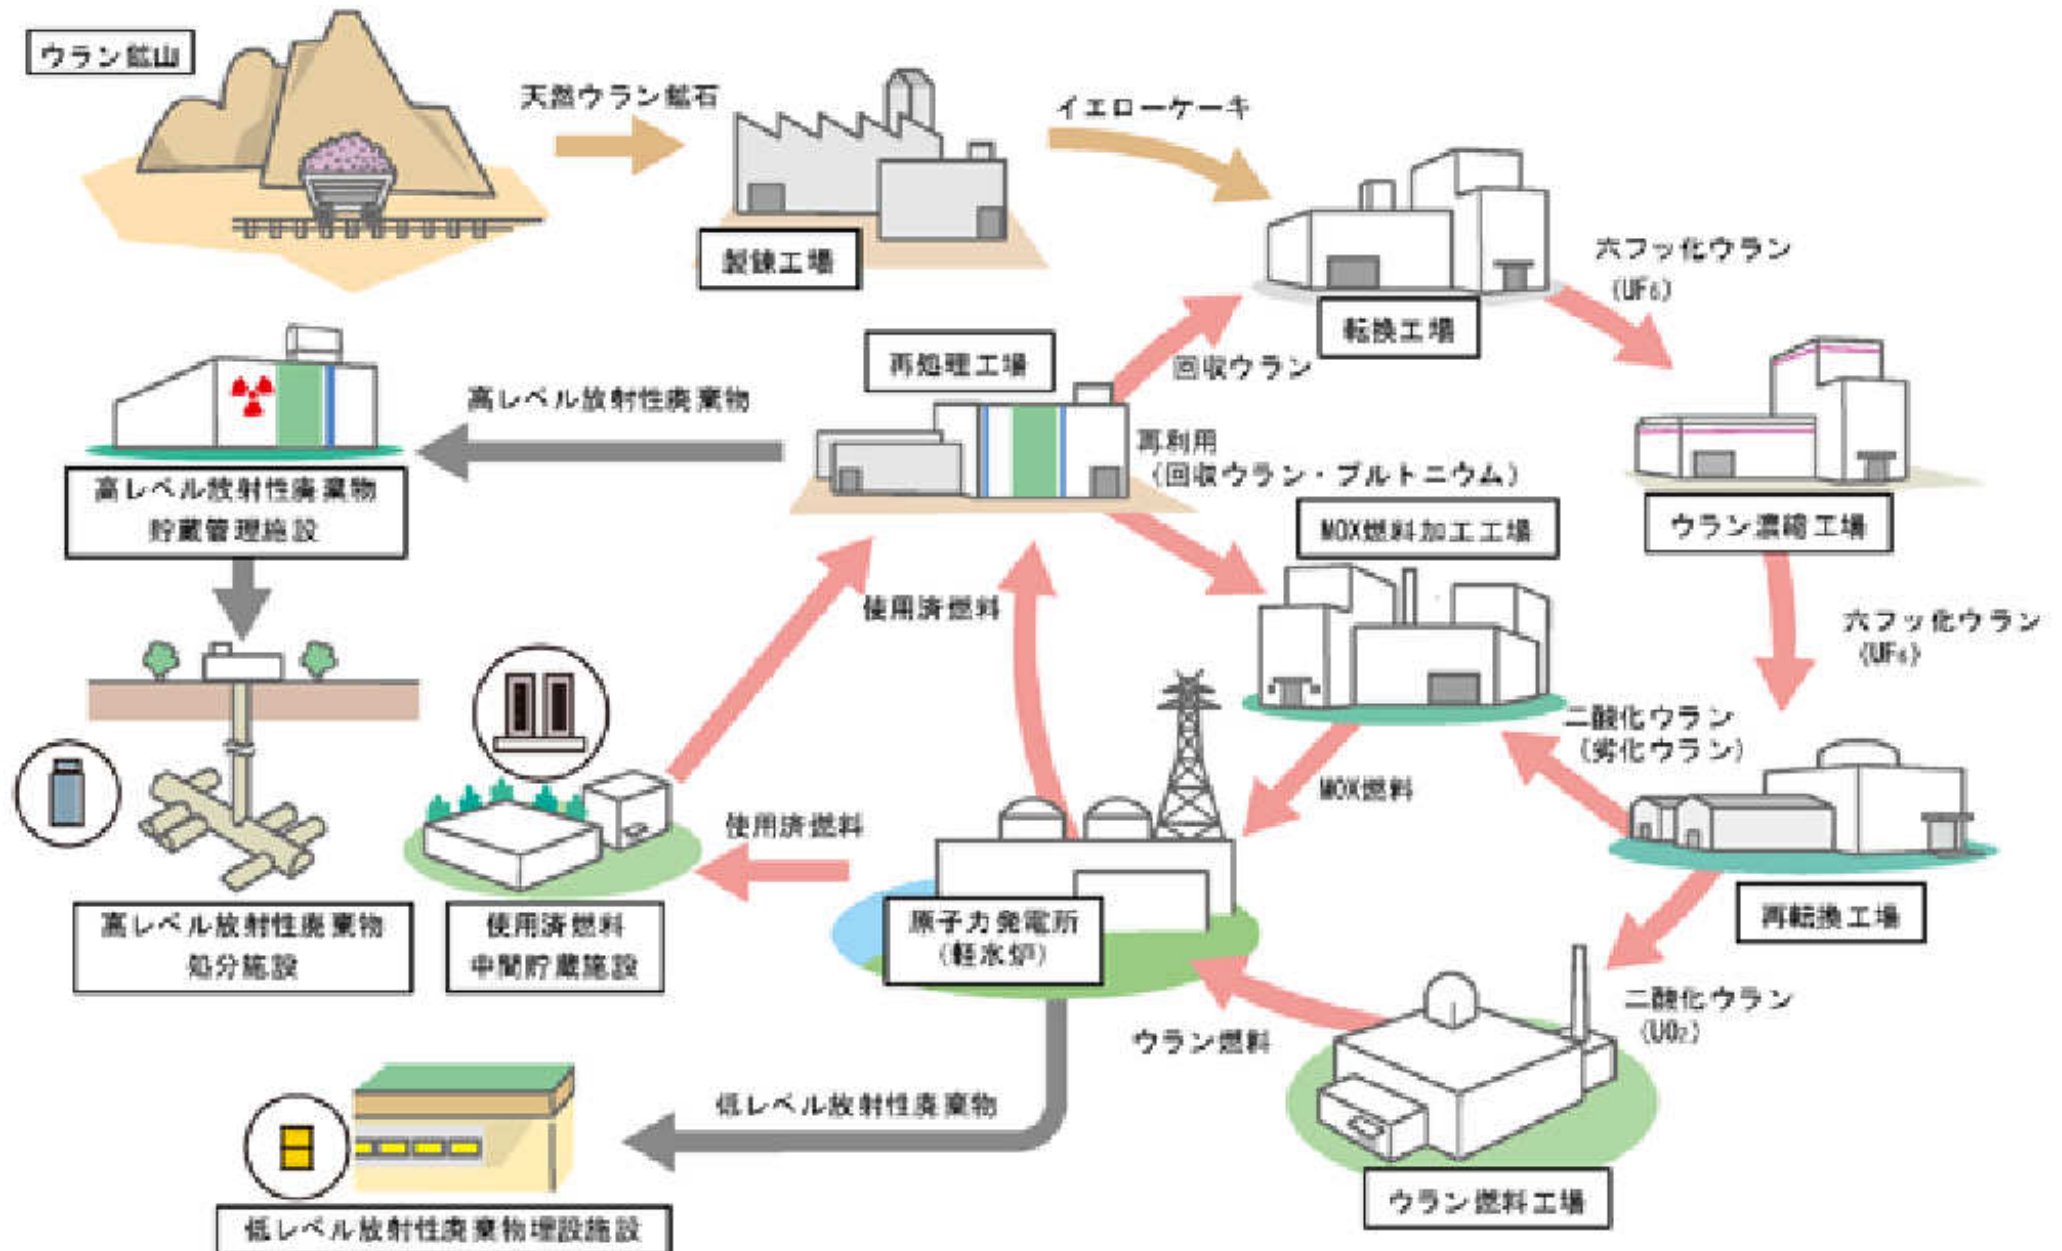 ウラン鉱山
天然ウラン鉱石
イエローケーキ
製錬工場
六フッ化ウラン
(UF6)
転換工場
再処理工場
回収ウラン
高レベル放射性廃棄物
再利用
(回収ウラン・プルトニウム)
高レベル放射性廃棄物
貯蔵管理施設
MOX燃料加工工場
ウラン濃縮工場
使用済燃料
六フッ化ウラン
(UF6)
二酸化ウラン
(劣化ウラン)
MOX燃料
使用済燃料
高レベル放射性廃棄物
処分施設
使用済燃料
中間貯蔵施設
原子力発電所
(軽水炉)
再転換工場
二酸化ウラン
(UO2)
ウラン燃料
低レベル放射性廃棄物
ウラン燃料工場
低レベル放射性廃棄物埋設施設